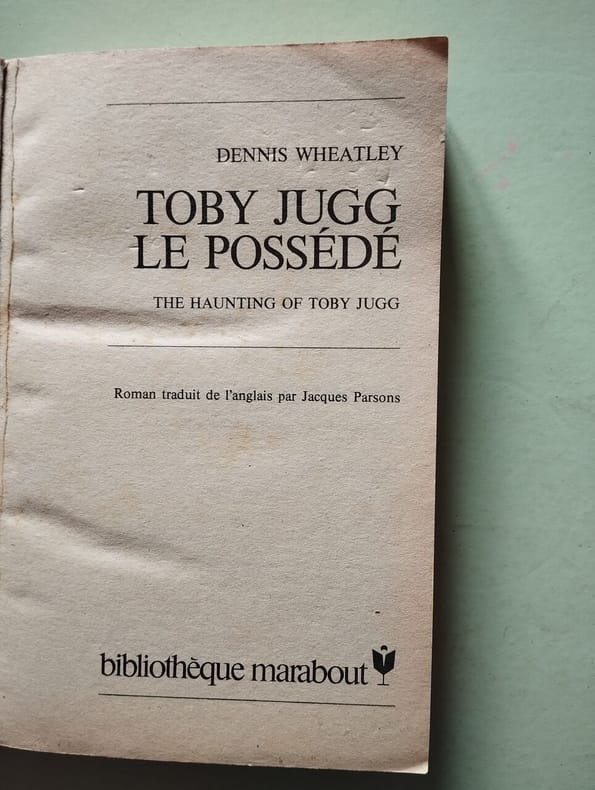 DENNIS WHEATLEY
TOBY JUGG
LE POSSÉDÉ
THE HAUNTING OF TOBY JUGG
Roman traduit de l'anglais par Jacques Parsons
bibliothèque marabout